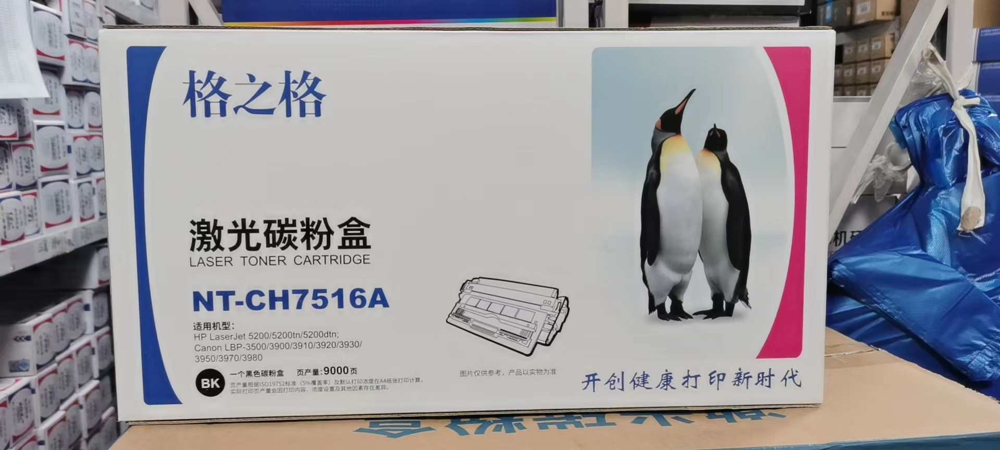 格之格
激光碳粉盒
LASER TONER CARTRIDGE
NT-CH7516A
适用机型：
HP LaserJet 5200/5200tn/5200dtn;
Canon LBP-3500/3900/3910/3920/3930/
3950/3970/3980
BK
一个黑色碳粉盒 页产量：9000页
页产量根据ISO19752标准（5%覆盖率）及默认打印浓度在A4纸张打印计算，
实际打印页产量会因打印内容、浓度设置及其他因素存在差异。
图片仅供参考，产品以实物为准
开创健康打印新时代
激光碳粉盒